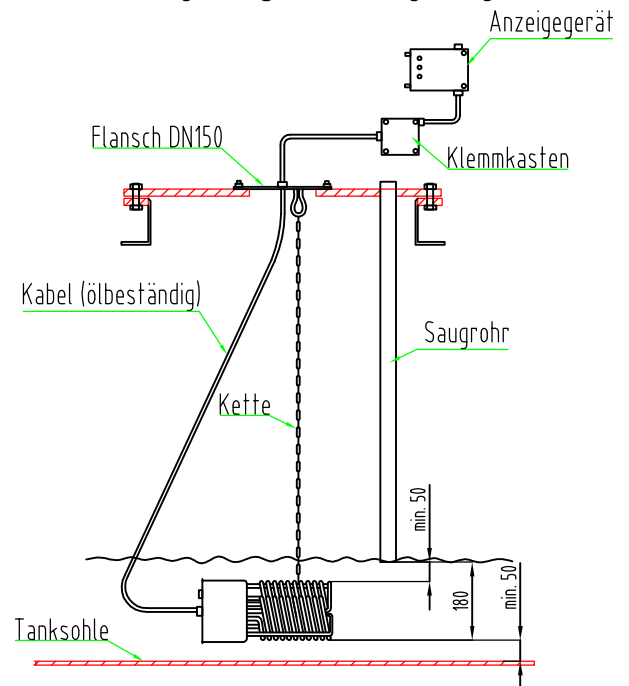 Anzeigegerät
Flansch DN150
Klemmkasten
Kabel (ölbeständig)
Saugrohr
Kette
min. 50
180
min. 50
Tanksohle